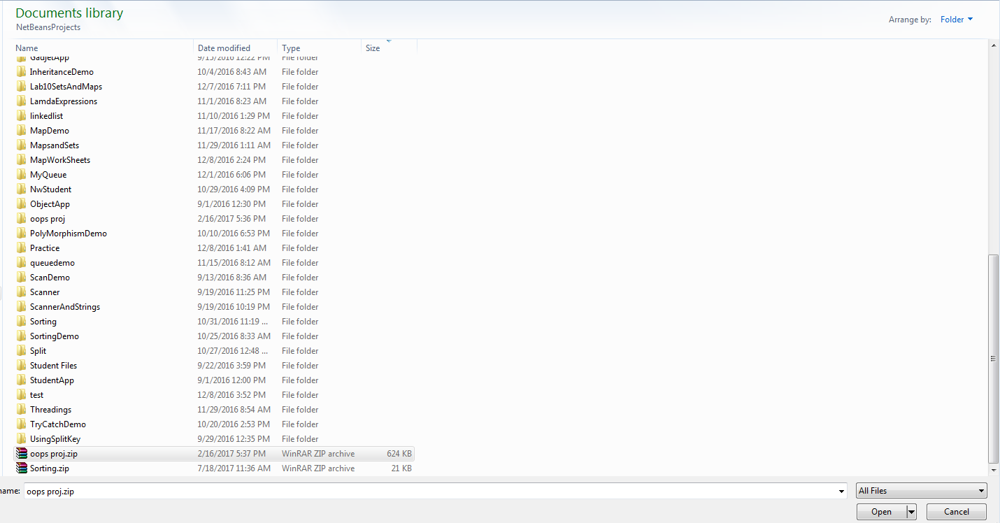 Documents library
NetBeansProjects
Arrange by: Folder
Name Date modified Type Size
GadjetApp 9/15/2016 12:22 PM File folder
InheritanceDemo 10/4/2016 8:43 AM File folder
Lab10SetsAndMaps 12/7/2016 7:11 PM File folder
LamdaExpressions 11/1/2016 8:23 AM File folder
linkedlist 11/10/2016 1:29 PM File folder
MapDemo 11/17/2016 8:22 AM File folder
MapsandSets 11/29/2016 1:11 AM File folder
MapWorkSheets 12/8/2016 2:24 PM File folder
MyQueue 12/1/2016 6:06 PM File folder
NwStudent 10/29/2016 4:09 PM File folder
ObjectApp 9/1/2016 12:30 PM File folder
oops proj 2/16/2017 5:36 PM File folder
PolyMorphismDemo 10/10/2016 6:53 PM File folder
Practice 12/8/2016 1:41 AM File folder
queuedemo 11/15/2016 8:12 AM File folder
ScanDemo 9/13/2016 8:36 AM File folder
Scanner 9/19/2016 11:25 PM File folder
ScannerAndStrings 9/19/2016 10:19 PM File folder
Sorting 10/31/2016 11:19 ... File folder
SortingDemo 10/25/2016 8:33 AM File folder
Split 10/27/2016 12:48 ... File folder
Student Files 9/22/2016 3:59 PM File folder
StudentApp 9/1/2016 12:00 PM File folder
test 12/8/2016 3:52 PM File folder
Threadings 11/29/2016 8:54 AM File folder
TryCatchDemo 10/20/2016 2:53 PM File folder
UsingSplitKey 9/29/2016 12:35 PM File folder
oops proj.zip 2/16/2017 5:37 PM WinRAR ZIP archive 624 KB
Sorting.zip 7/18/2017 11:36 AM WinRAR ZIP archive 21 KB
name: oops proj.zip All Files
Open Cancel